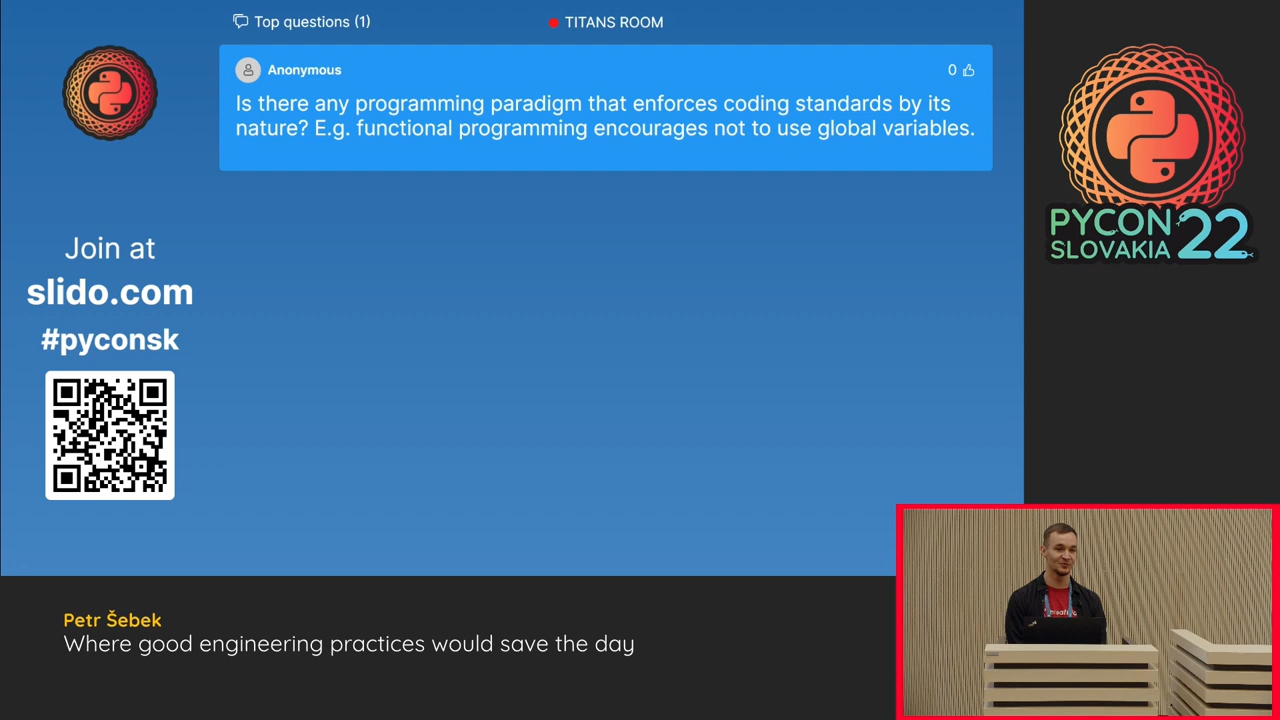 Top questions (1)
TITANS ROOM
Anonymous
0
Is there any programming paradigm that enforces coding standards by its
nature? E.g. functional programming encourages not to use global variables.
Join at
slido.com
#pyconsk
PYCON
SLOVAKIA
22
Petr Šebek
Where good engineering practices would save the day